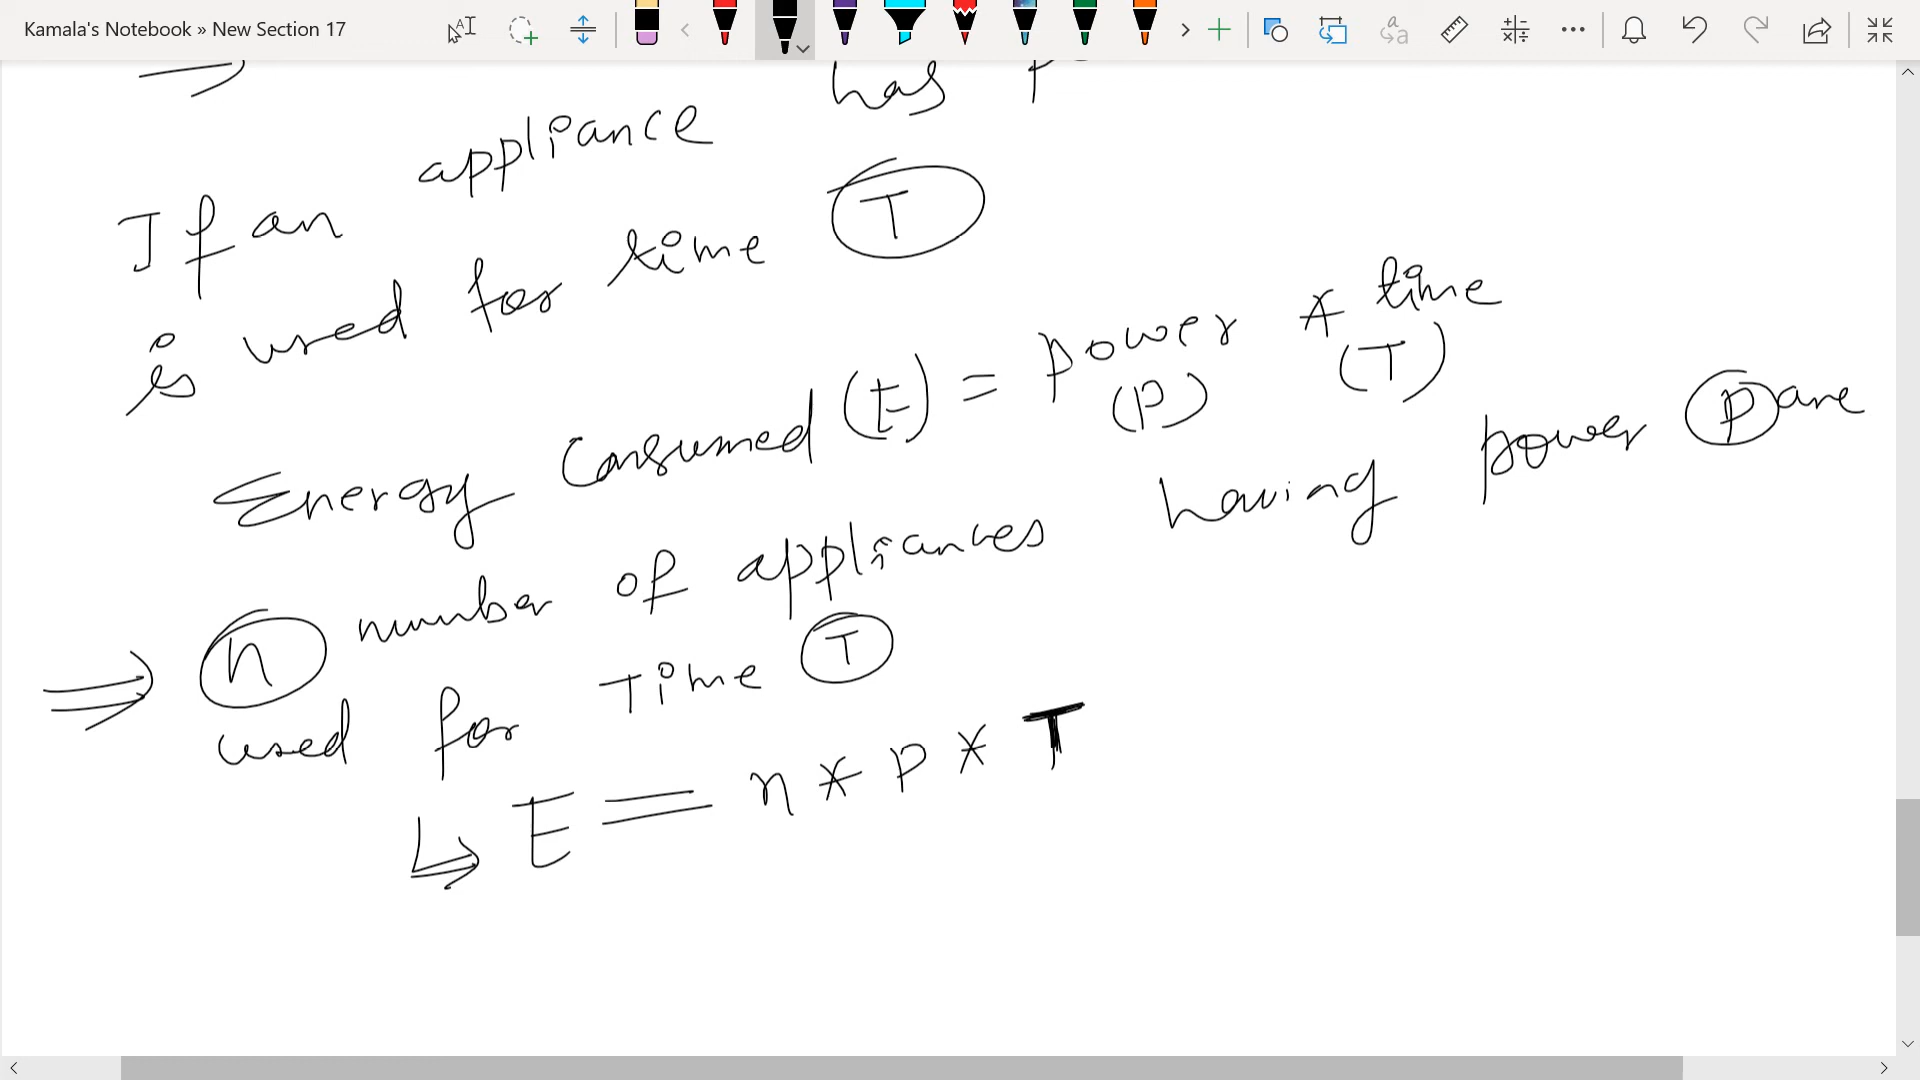 Kamala's Notebook » New Section 17
has
If an appliance
is used for time T
Energy Consumed (E) = power * time
(P) (T)
⇒ n number of appliances having power P are
used for Time T
↳ E = n * P * T